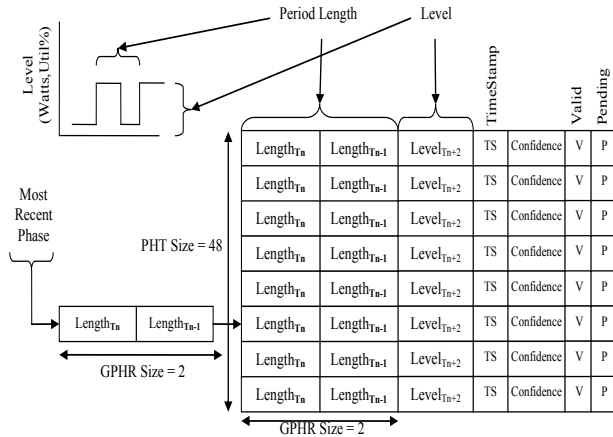 Period Length
Level
Level
(Watts,Util%)
TimeStamp
Valid
Pending
LengthTn LengthTn-1 LevelTn+2 TS Confidence V P
LengthTn LengthTn-1 LevelTn+2 TS Confidence V P
LengthTn LengthTn-1 LevelTn+2 TS Confidence V P
LengthTn LengthTn-1 LevelTn+2 TS Confidence V P
LengthTn LengthTn-1 LevelTn+2 TS Confidence V P
LengthTn LengthTn-1 LevelTn+2 TS Confidence V P
LengthTn LengthTn-1 LevelTn+2 TS Confidence V P
LengthTn LengthTn-1 LevelTn+2 TS Confidence V P
Most
Recent
Phase
PHT Size = 48
LengthTn LengthTn-1
GPHR Size = 2
GPHR Size = 2